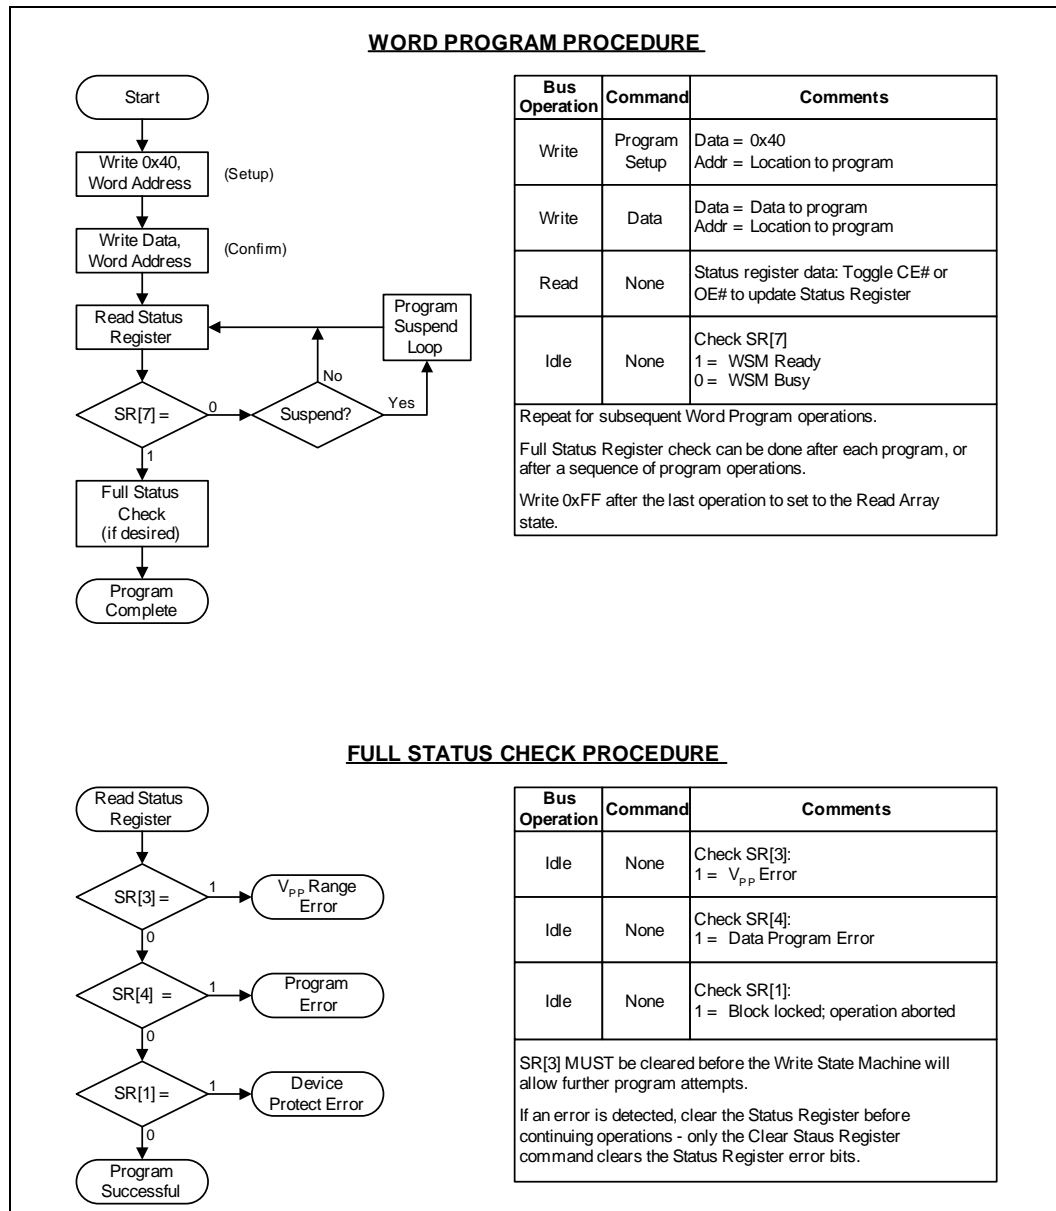 WORD PROGRAM PROCEDURE
Start
Write 0x40,
Word Address
(Setup)
Write Data,
Word Address
(Confirm)
Read Status
Register
Program
Suspend
Loop
No
SR[7] =
0
Suspend?
Yes
1
Full Status
Check
(if desired)
Program
Complete
Bus
Operation
Command
Comments
Write
Program
Setup
Data = 0x40
Addr = Location to program
Write
Data
Data = Data to program
Addr = Location to program
Read
None
Status register data: Toggle CE# or
OE# to update Status Register
Idle
None
Check SR[7]
1 = WSM Ready
0 = WSM Busy
Repeat for subsequent Word Program operations.
Full Status Register check can be done after each program, or
after a sequence of program operations.
Write 0xFF after the last operation to set to the Read Array
state.
FULL STATUS CHECK PROCEDURE
Read Status
Register
SR[3] =
1
VPP Range
Error
0
SR[4] =
1
Program
Error
0
SR[1] =
1
Device
Protect Error
0
Program
Successful
Bus
Operation
Command
Comments
Idle
None
Check SR[3]:
1 = VPP Error
Idle
None
Check SR[4]:
1 = Data Program Error
Idle
None
Check SR[1]:
1 = Block locked; operation aborted
SR[3] MUST be cleared before the Write State Machine will
allow further program attempts.
If an error is detected, clear the Status Register before
continuing operations - only the Clear Staus Register
command clears the Status Register error bits.